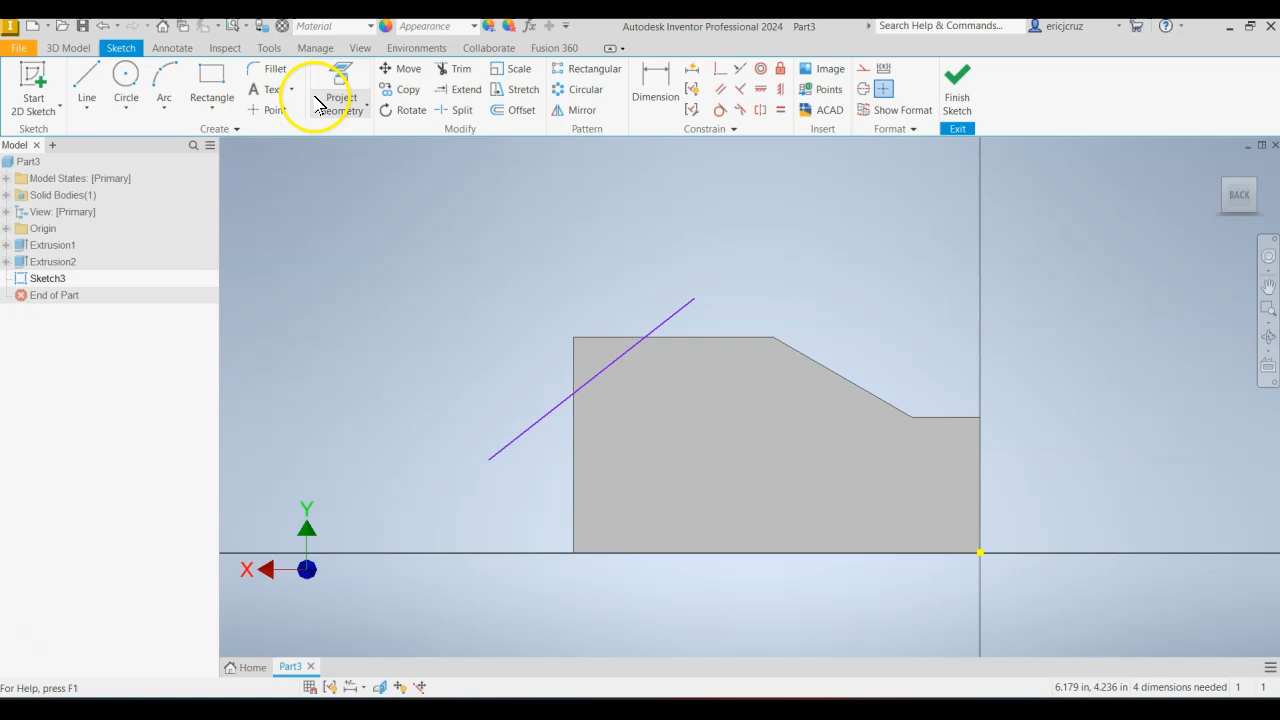 Material
Appearance
Autodesk Inventor Professional 2024 Part3
Search Help & Commands...
ericjcruz
File 3D Model Sketch Annotate Inspect Tools Manage View Environments Collaborate Fusion 360
Start
2D Sketch
Sketch
Line
Circle
Arc
Rectangle
Fillet
Text
Point
Create
Project
Geometry
Move Trim Scale
Copy Extend Stretch
Rotate Split Offset
Modify
Rectangular
Circular
Mirror
Pattern
Dimension
Constrain
Image
Points
ACAD
Insert
Show Format
Format
Finish
Sketch
Exit
Model
Part3
Model States: [Primary]
Solid Bodies(1)
View: [Primary]
Origin
Extrusion1
Extrusion2
Sketch3
End of Part
BACK
Y
X
Home Part3
For Help, press F1
6.179 in, 4.236 in 4 dimensions needed 1 1